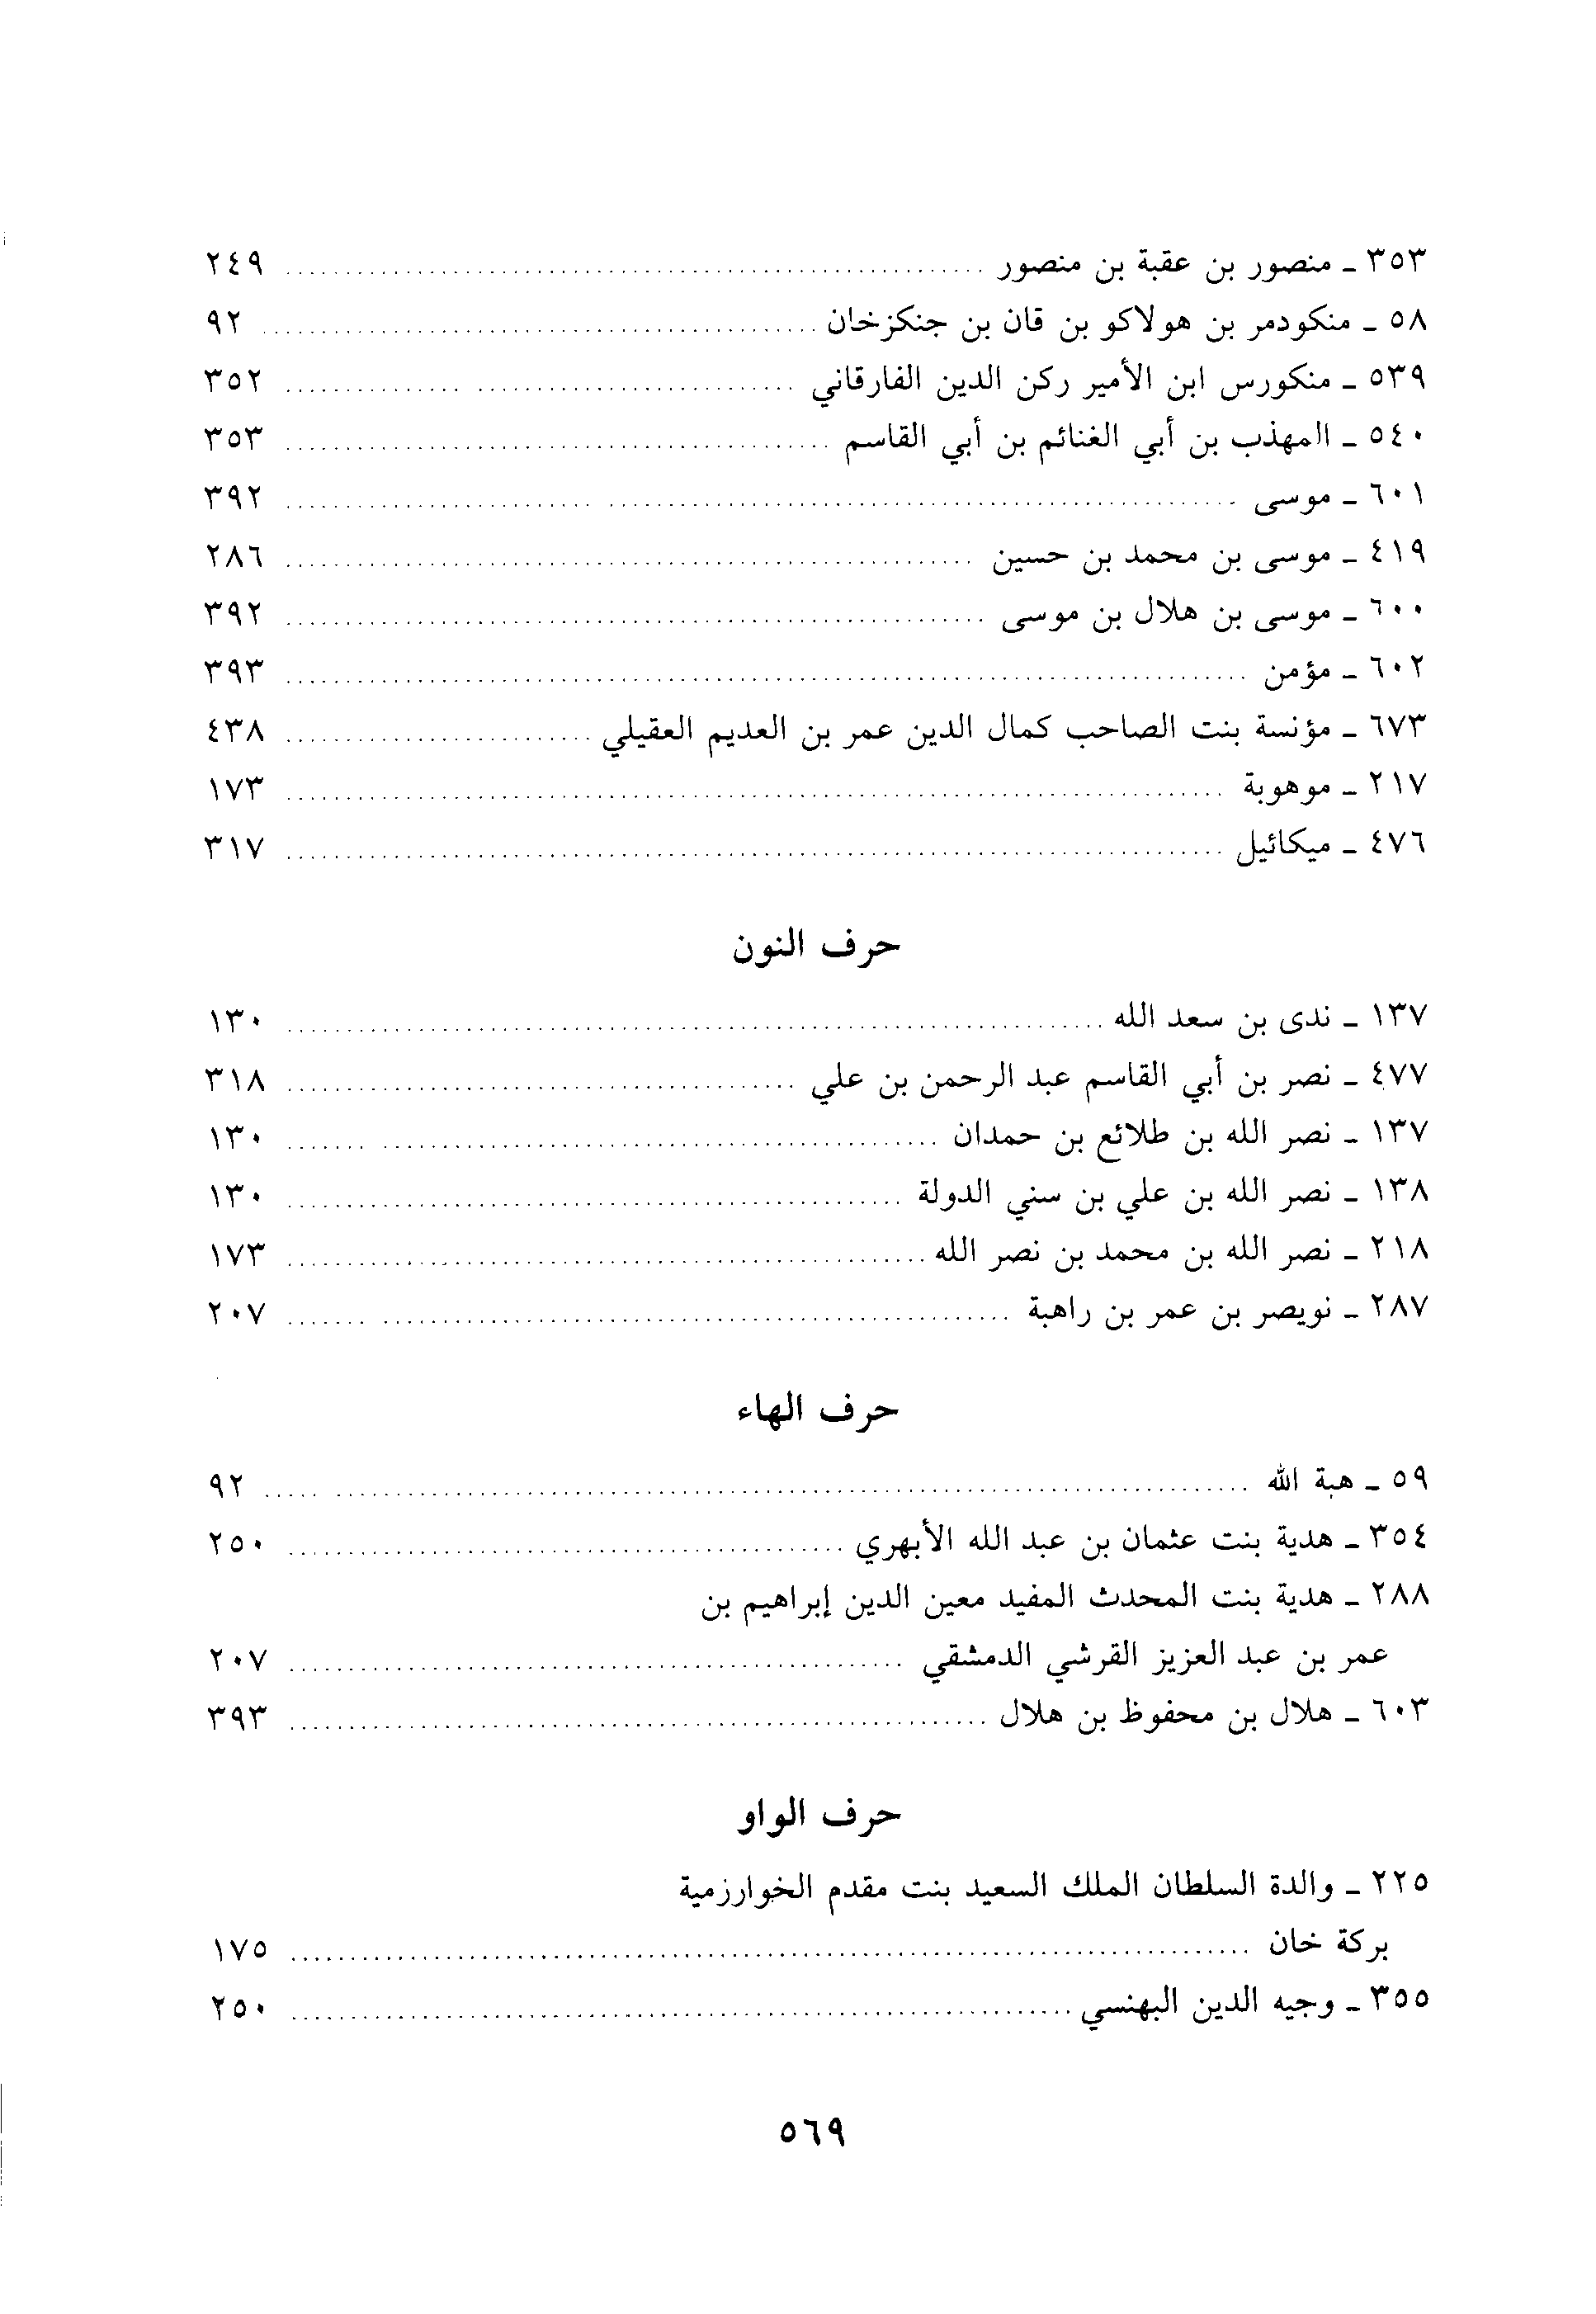 ٣٥٣ - منصور بن عقبة بن منصور ........ ٢٤٩
٥٨ - منكودمر بن هولاكو بن قان بن جنكزخان ........ ٩٢
٥٣٩ - منكورس ابن الأمير ركن الدين الفارقاني ........ ٣٥٢
٥٤٠ - المهذب بن أبي الغنائم بن أبي القاسم ........ ٣٥٣
٦٠١ - موسى ........ ٣٩٢
٤١٩ - موسى بن محمد بن حسين ........ ٢٨٦
٦٠٠ - موسى بن هلال بن موسى ........ ٣٩٢
٦٠٢ - مؤمن ........ ٣٩٣
٦٧٣ - مؤنسة بنت الصاحب كمال الدين عمر بن العديم العقيلي ........ ٤٣٨
٢١٧ - موهوبة ........ ١٧٣
٤٧٦ - ميكائيل ........ ٣١٧
حرف النون
١٣٧ - ندى بن سعد الله ........ ١٣٠
٤٧٧ - نصر بن أبي القاسم عبد الرحمن بن علي ........ ٣١٨
١٣٧ - نصر الله بن طلائع بن حمدان ........ ١٣٠
١٣٨ - نصر الله بن علي بن سني الدولة ........ ١٣٠
٢١٨ - نصر الله بن محمد بن نصر الله ........ ١٧٣
٢٨٧ - نويصر بن عمر بن راهبة ........ ٢٠٧
حرف الهاء
٥٩ - هبة الله ........ ٩٢
٣٥٤ - هدية بنت عثمان بن عبد الله الأبهري ........ ٢٥٠
٢٨٨ - هدية بنت المحدث المفيد معين الدين إبراهيم بن
عمر بن عبد العزيز القرشي الدمشقي ........ ٢٠٧
٦٠٣ - هلال بن محفوظ بن هلال ........ ٣٩٣
حرف الواو
٢٢٥ - والدة السلطان الملك السعيد بنت مقدم الخوارزمية
بركة خان ........ ١٧٥
٣٥٥ - وجيه الدين البهنسي ........ ٢٥٠
٥٦٩